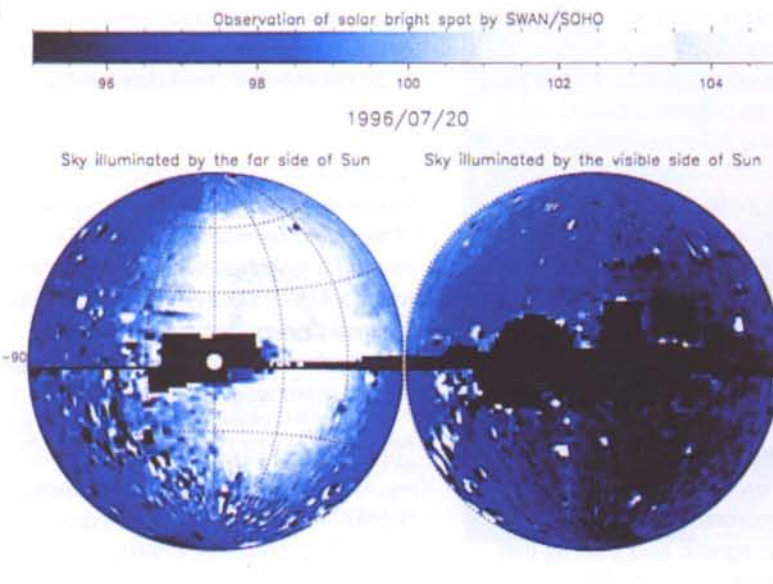 Observation of solar bright spot by SWAN/SOHO
96 98 100 102 104
1996/07/20
Sky illuminated by the far side of Sun Sky illuminated by the visible side of Sun
-90